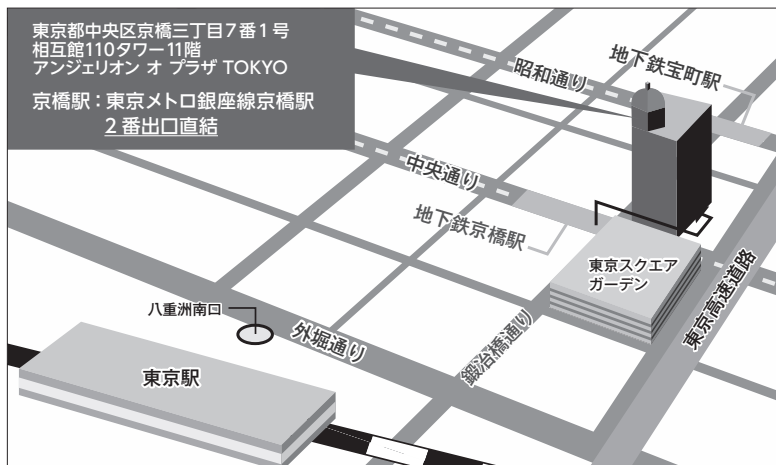 東京都中央区京橋三丁目7番1号
相互館110タワー11階
アンジェリオン オ プラザ TOKYO
京橋駅：東京メトロ銀座線京橋駅
2番出口直結
昭和通り
地下鉄宝町駅
中央通り
地下鉄京橋駅
東京スクエア
ガーデン
東京高速道路
八重洲南口
外堀通り
鍛冶橋通り
東京駅